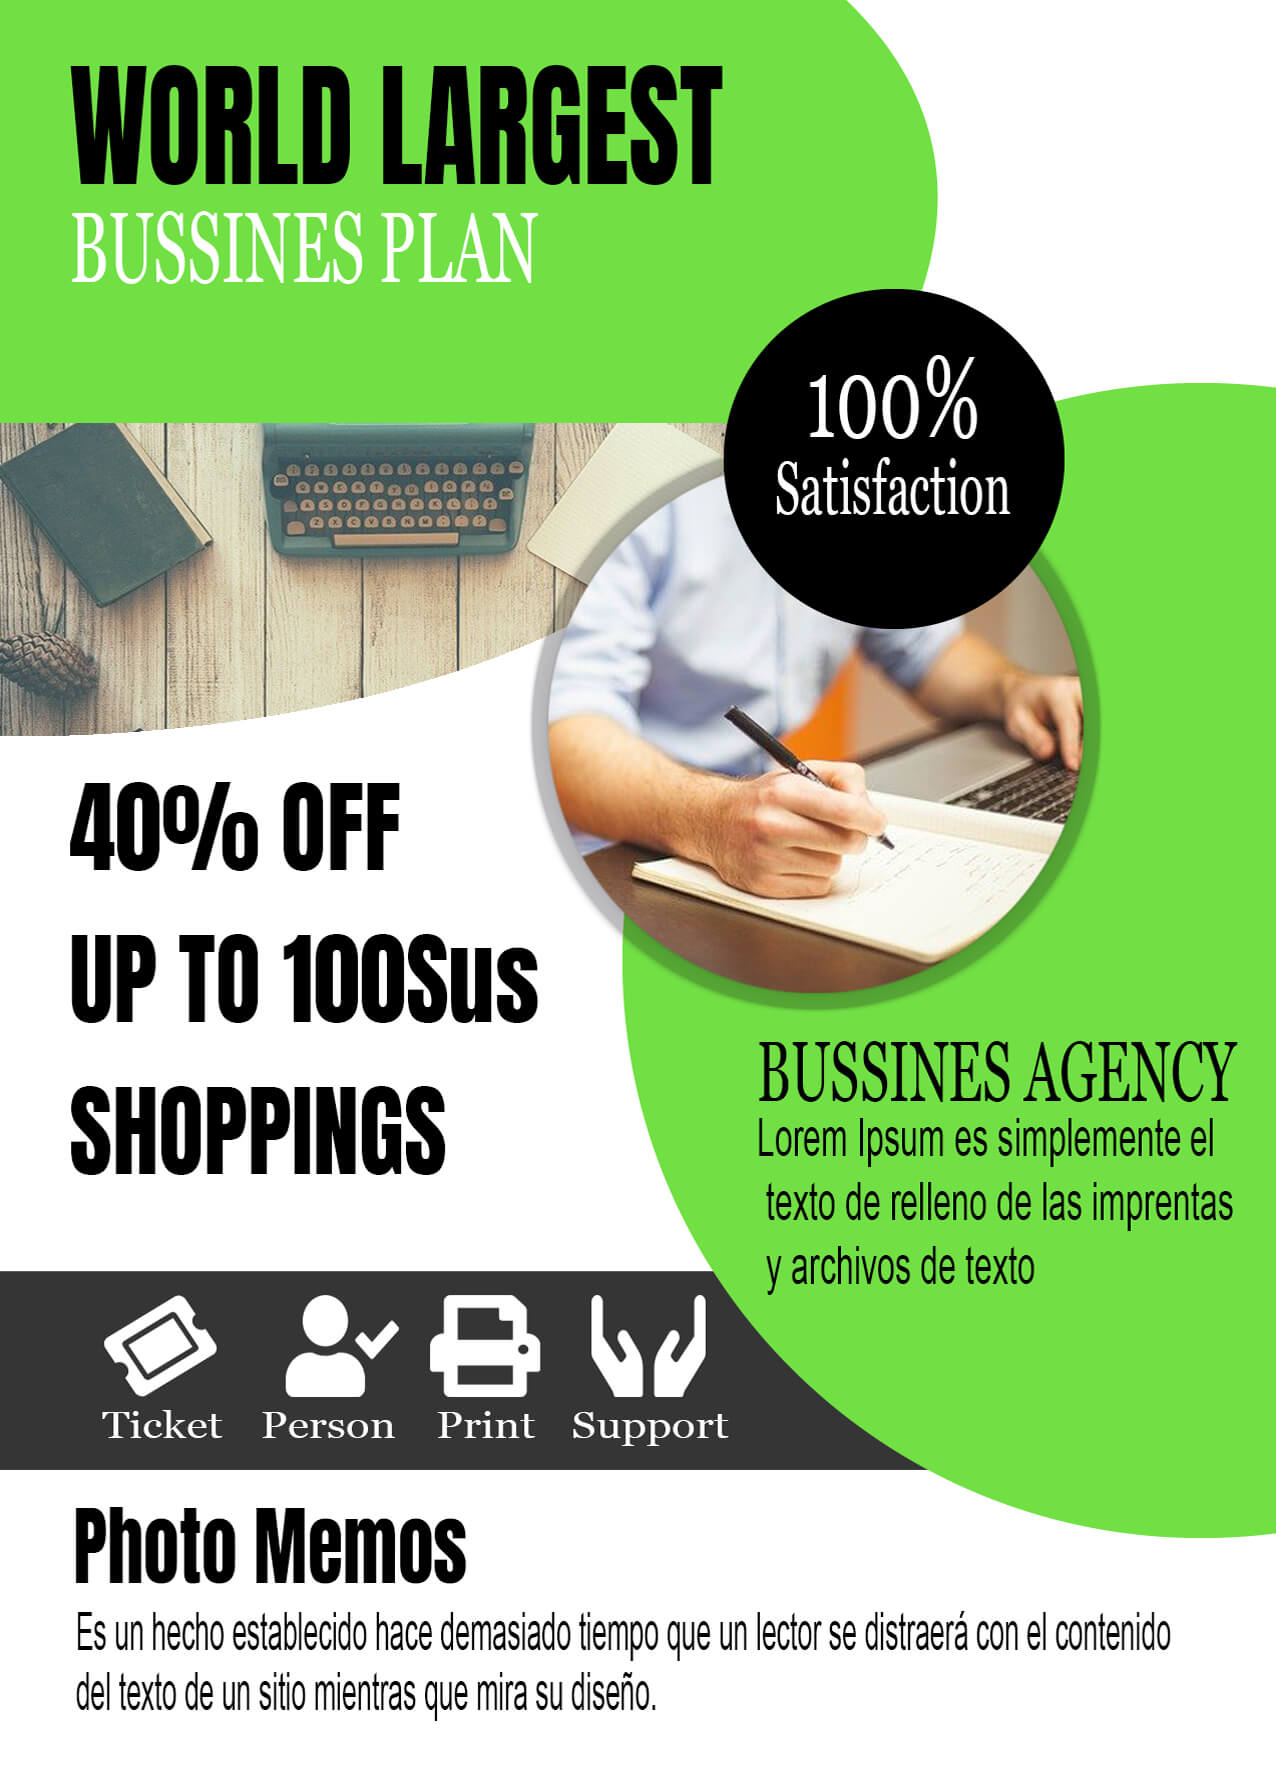 WORLD LARGEST
BUSSINES PLAN
100%
Satisfaction
40% OFF
UP TO 100Sus
SHOPPINGS
BUSSINES AGENCY
Lorem Ipsum es simplemente el
texto de relleno de las imprentas
y archivos de texto
Ticket Person Print Support
Photo Memos
Es un hecho establecido hace demasiado tiempo que un lector se distraerá con el contenido
del texto de un sitio mientras que mira su diseño.